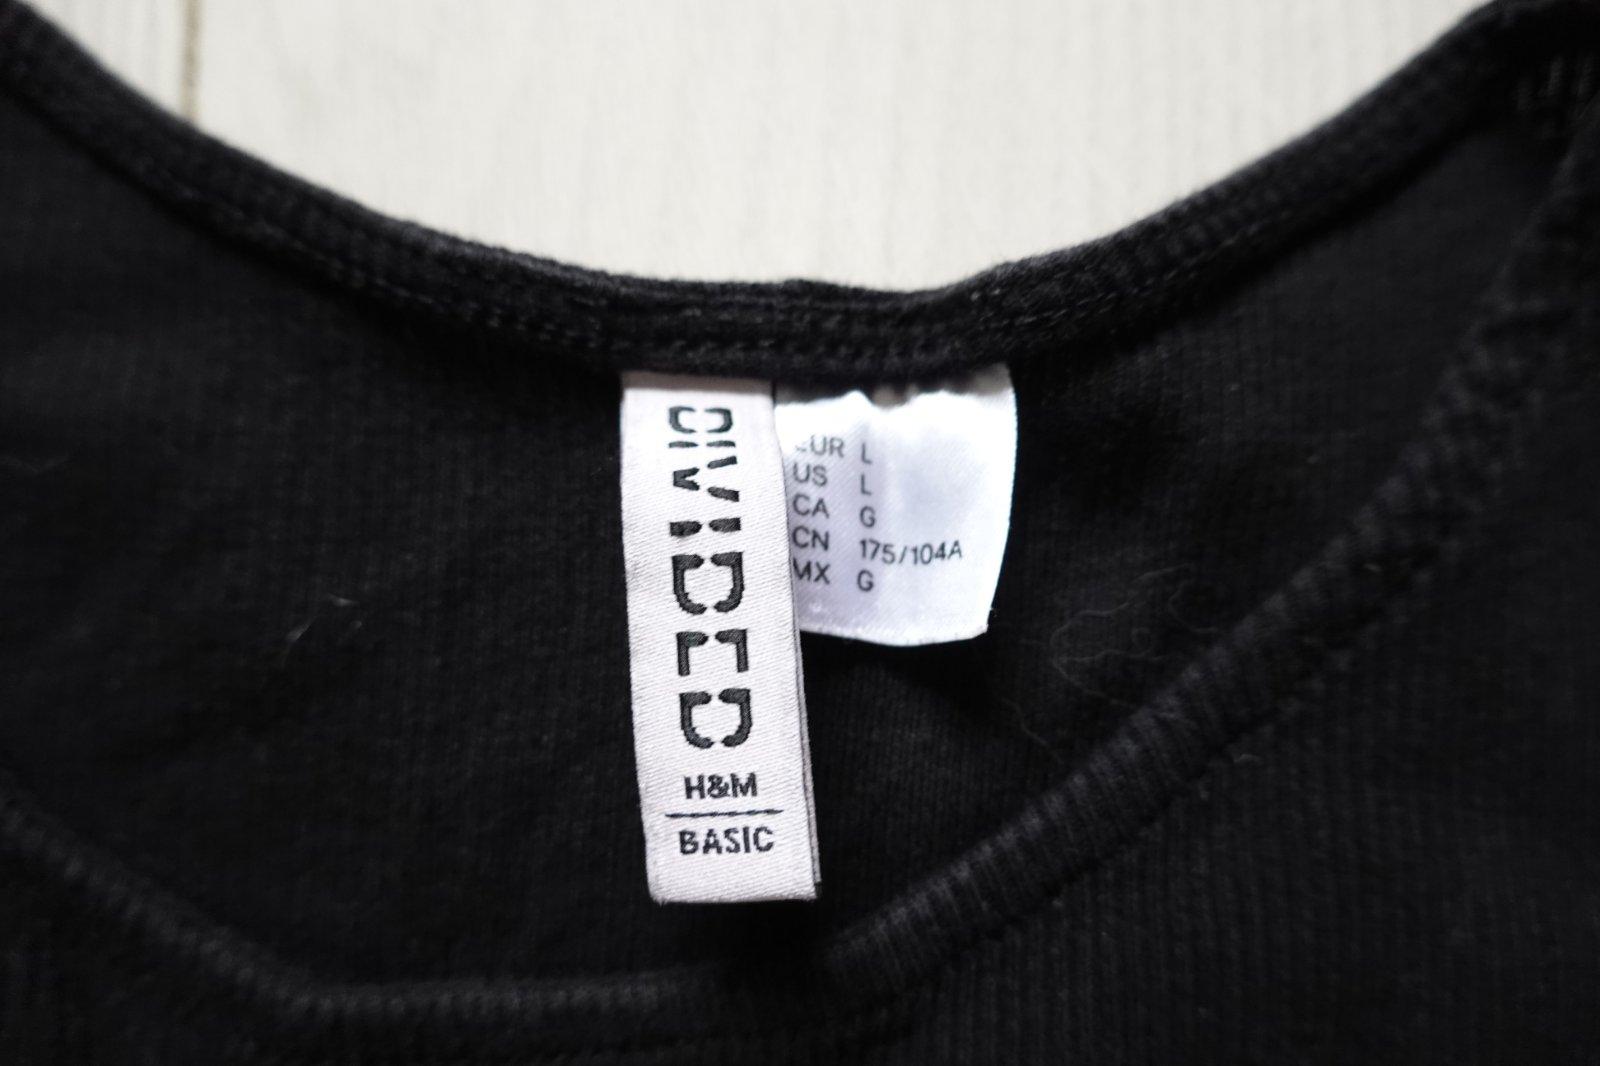 DIVIDED
H&M
BASIC
EUR L
US L
CA G
CN 175/104A
MX G